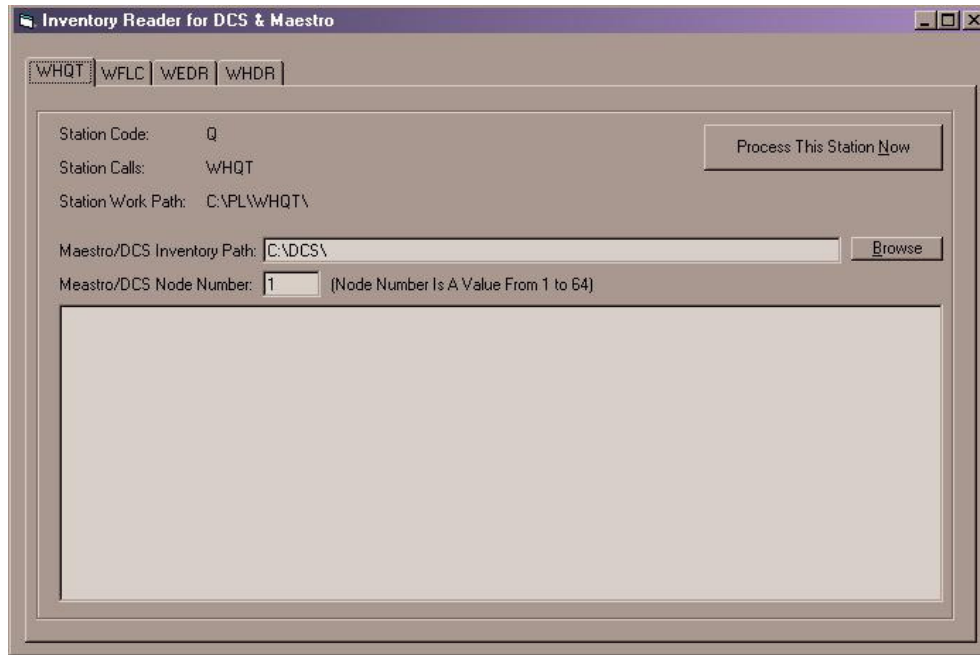 Inventory Reader for DCS & Maestro
WHQT WFLC WEDR WHDR
Station Code: Q
Process This Station Now
Station Calls: WHQT
Station Work Path: C:\PL\WHQT\
Maestro/DCS Inventory Path: C:\DCS\ Browse
Meastro/DCS Node Number: 1 (Node Number Is A Value From 1 to 64)